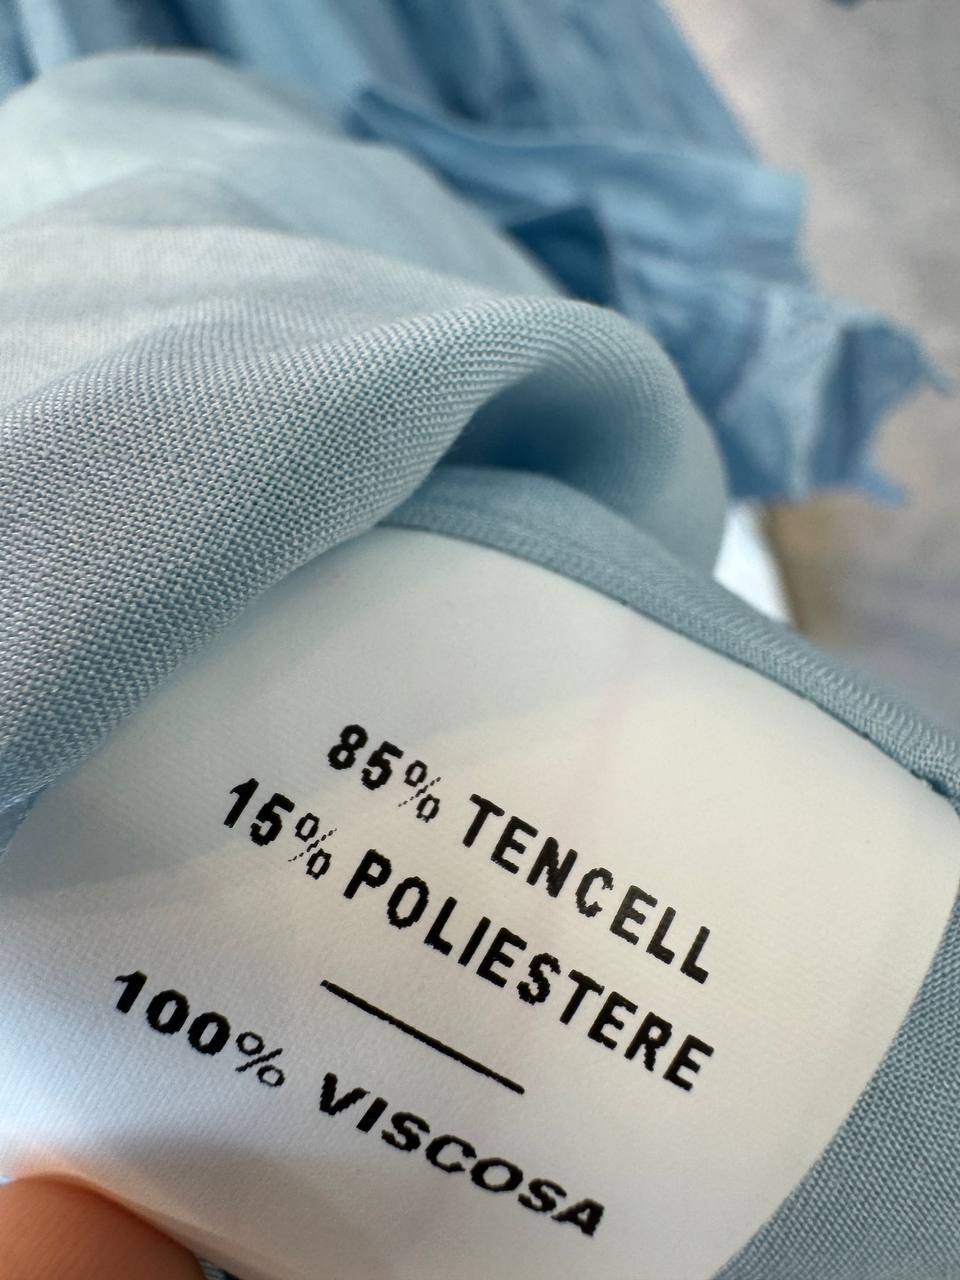 85% TENCELL
15% POLIESTERE
100% VISCOSA